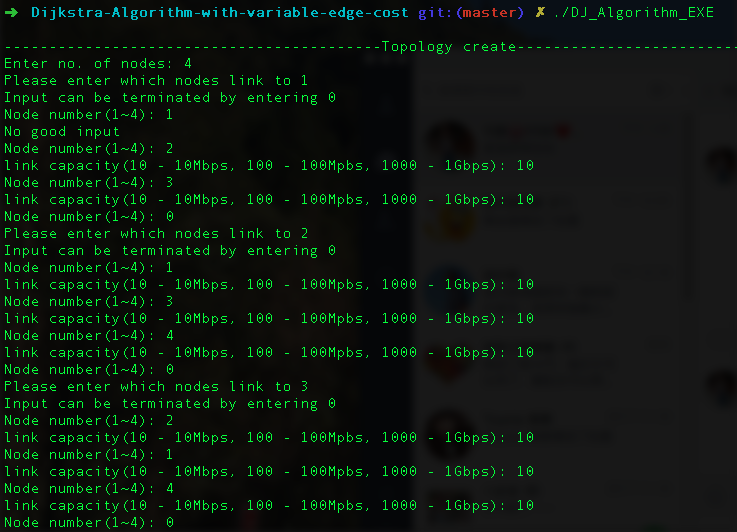 ➜ Dijkstra-Algorithm-with-variable-edge-cost git:(master) ✗ ./DJ_Algorithm_EXE
-----------------------------------------Topology create------------------------
Enter no. of nodes: 4
Please enter which nodes link to 1
Input can be terminated by entering 0
Node number(1~4): 1
No good input
Node number(1~4): 2
link capacity(10 - 10Mbps, 100 - 100Mpbs, 1000 - 1Gbps): 10
Node number(1~4): 3
link capacity(10 - 10Mbps, 100 - 100Mpbs, 1000 - 1Gbps): 10
Node number(1~4): 0
Please enter which nodes link to 2
Input can be terminated by entering 0
Node number(1~4): 1
link capacity(10 - 10Mbps, 100 - 100Mpbs, 1000 - 1Gbps): 10
Node number(1~4): 3
link capacity(10 - 10Mbps, 100 - 100Mpbs, 1000 - 1Gbps): 10
Node number(1~4): 4
link capacity(10 - 10Mbps, 100 - 100Mpbs, 1000 - 1Gbps): 10
Node number(1~4): 0
Please enter which nodes link to 3
Input can be terminated by entering 0
Node number(1~4): 2
link capacity(10 - 10Mbps, 100 - 100Mpbs, 1000 - 1Gbps): 10
Node number(1~4): 1
link capacity(10 - 10Mbps, 100 - 100Mpbs, 1000 - 1Gbps): 10
Node number(1~4): 4
link capacity(10 - 10Mbps, 100 - 100Mpbs, 1000 - 1Gbps): 10
Node number(1~4): 0